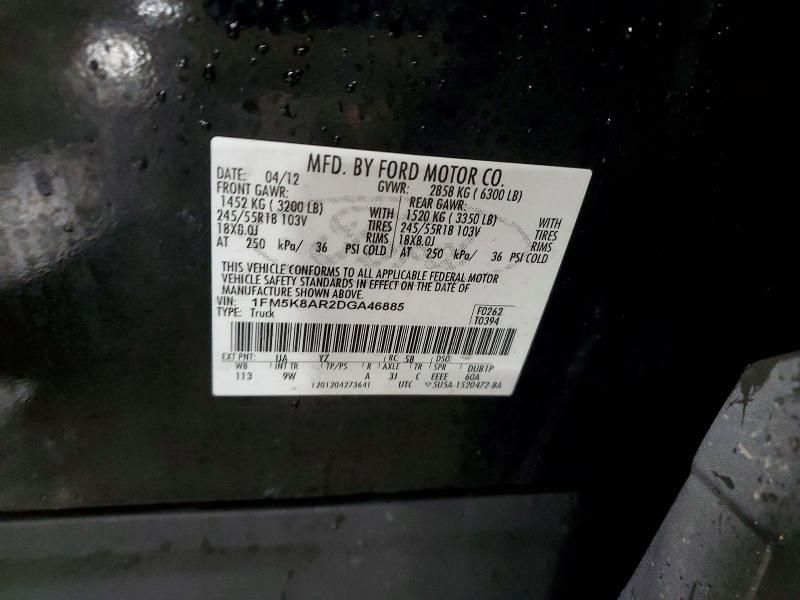 MFD. BY FORD MOTOR CO.
DATE: 04/12 GVWR: 2858 KG ( 6300 LB)
FRONT GAWR: REAR GAWR:
1452 KG ( 3200 LB) WITH 1520 KG ( 3350 LB) WITH
245/55R18 103V TIRES 245/55R18 103V TIRES
18X8.0J RIMS 18X8.0J RIMS
AT 250 kPa/ 36 PSI COLD AT 250 kPa/ 36 PSI COLD
THIS VEHICLE CONFORMS TO ALL APPLICABLE FEDERAL MOTOR
VEHICLE SAFETY STANDARDS IN EFFECT ON THE DATE OF
MANUFACTURE SHOWN ABOVE.
VIN: 1FM5K8AR2DGA46885 F0262
TYPE: Truck T0394
EXT PNT: UA YZ RC: 58 DSO:
WB INT TR TP/PS R AXLE TR SPR DUB1P
113 9W A 3J C EEEE 60A
1201204273641 UTC 5U5A-1520472-BA